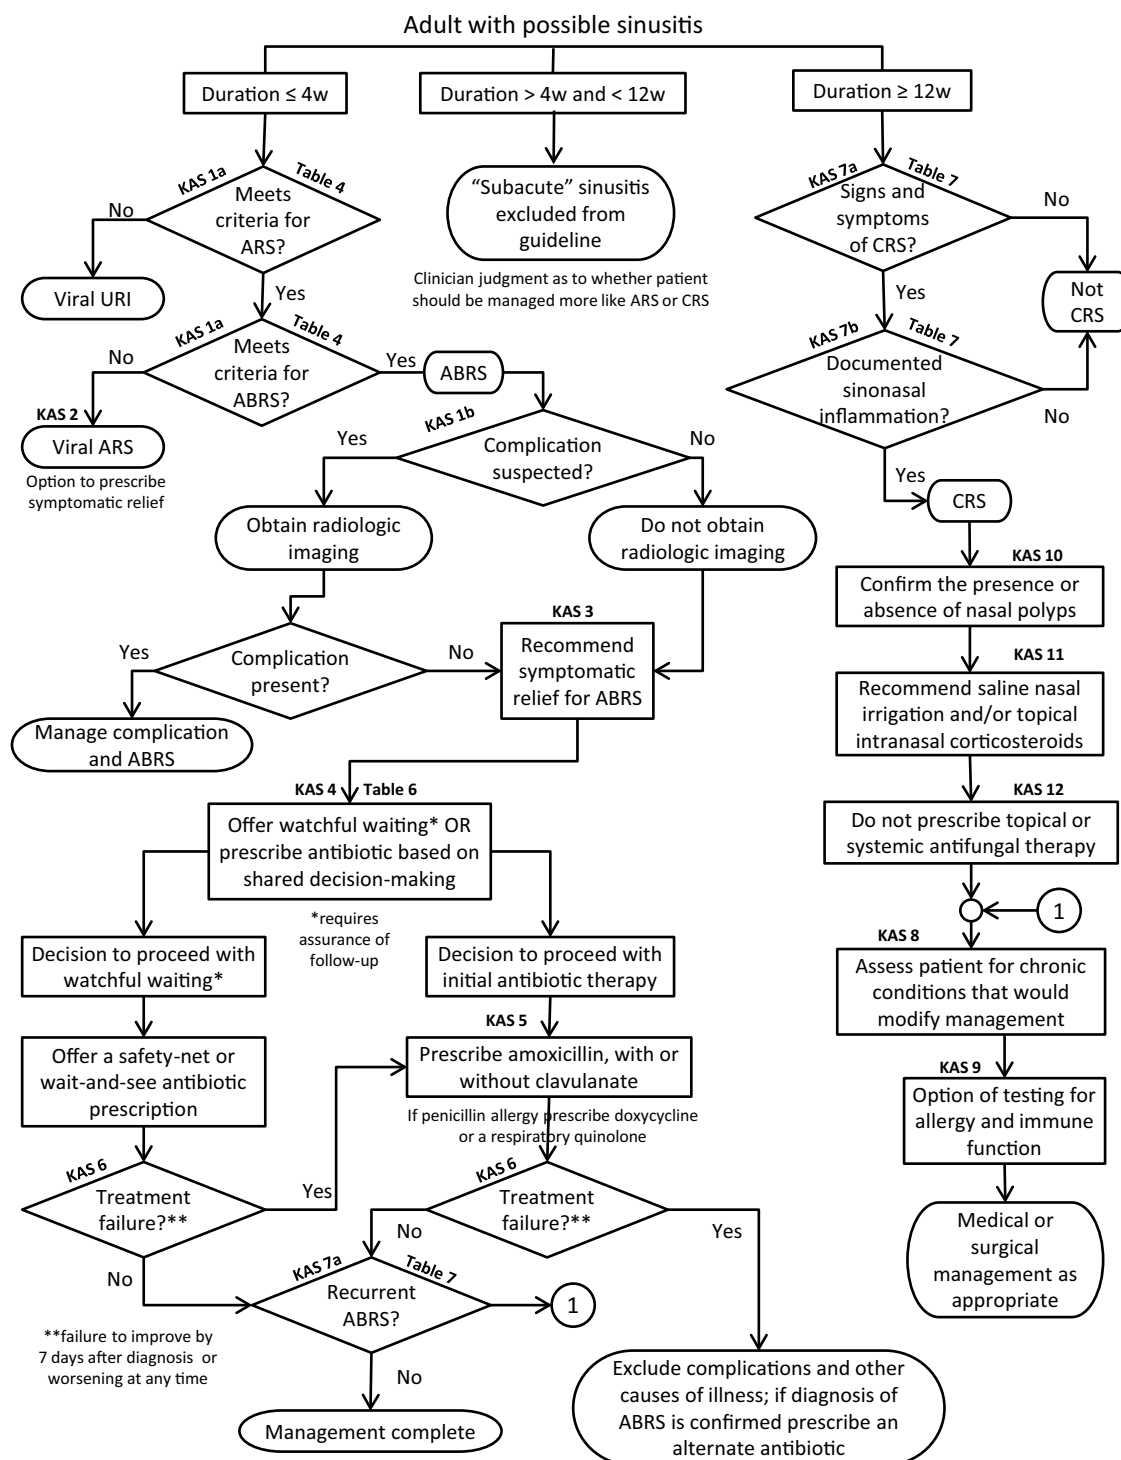 Adult with possible sinusitis
Duration ≤ 4w
Duration > 4w and < 12w
Duration ≥ 12w
KAS 1a
Table 4
Meets
criteria for
ARS?
No
Viral URI
Yes
"Subacute" sinusitis
excluded from
guideline
Clinician judgment as to whether patient
should be managed more like ARS or CRS
KAS 7a
Table 7
Signs and
symptoms
of CRS?
No
Not
CRS
Yes
KAS 1a
Table 4
Meets
criteria for
ABRS?
No
Yes
ABRS
KAS 2
Viral ARS
Option to prescribe
symptomatic relief
KAS 7b
Table 7
Documented
sinonasal
inflammation?
No
Yes
CRS
KAS 1b
Complication
suspected?
Yes
No
Obtain radiologic
imaging
Do not obtain
radiologic imaging
KAS 10
Confirm the presence or
absence of nasal polyps
Complication
present?
Yes
No
KAS 3
Recommend
symptomatic
relief for ABRS
Manage complication
and ABRS
KAS 11
Recommend saline nasal
irrigation and/or topical
intranasal corticosteroids
KAS 4
Table 6
Offer watchful waiting* OR
prescribe antibiotic based on
shared decision-making
*requires
assurance of
follow-up
KAS 12
Do not prescribe topical or
systemic antifungal therapy
1
Decision to proceed with
watchful waiting*
Decision to proceed with
initial antibiotic therapy
KAS 8
Assess patient for chronic
conditions that would
modify management
Offer a safety-net or
wait-and-see antibiotic
prescription
KAS 5
Prescribe amoxicillin, with or
without clavulanate
If penicillin allergy prescribe doxycycline
or a respiratory quinolone
KAS 9
Option of testing for
allergy and immune
function
KAS 6
Treatment
failure?**
Yes
No
KAS 6
Treatment
failure?**
No
Yes
Medical or
surgical
management as
appropriate
KAS 7a
Table 7
Recurrent
ABRS?
1
**failure to improve by
7 days after diagnosis or
worsening at any time
No
Management complete
Exclude complications and other
causes of illness; if diagnosis of
ABRS is confirmed prescribe an
alternate antibiotic